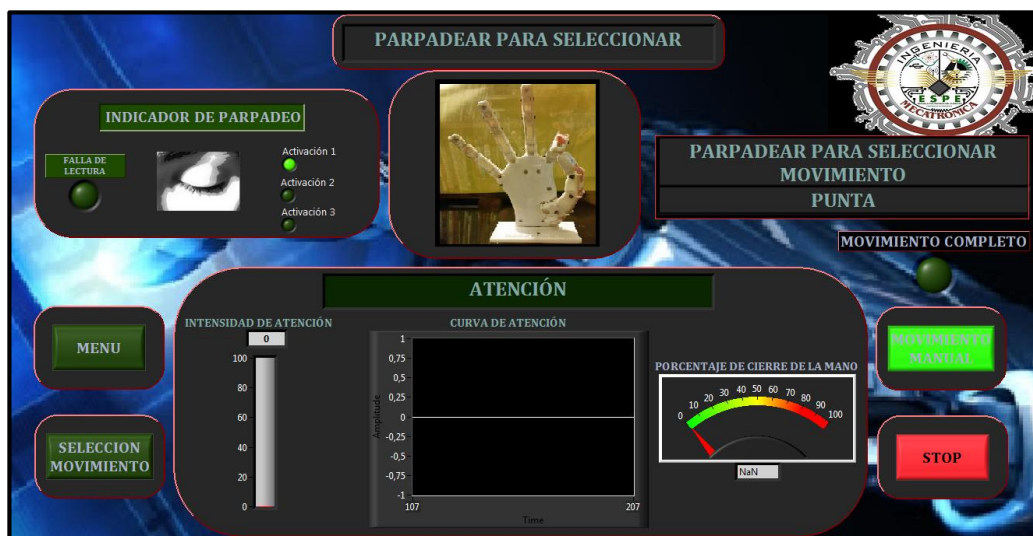 PARPADEAR PARA SELECCIONAR
INGENIERIA
ESPE
MECATRÓNICA
INDICADOR DE PARPADEO
FALLA DE
LECTURA
Activación 1
Activación 2
Activación 3
PARPADEAR PARA SELECCIONAR
MOVIMIENTO
PUNTA
MOVIMIENTO COMPLETO
ATENCIÓN
MENU
SELECCION
MOVIMIENTO
INTENSIDAD DE ATENCIÓN
0
100
80
60
40
20
0
CURVA DE ATENCIÓN
Amplitude
1
0,75
0,5
0,25
0
-0,25
-0,5
-0,75
-1
107
207
Time
PORCENTAJE DE CIERRE DE LA MANO
0 10 20 30 40 50 60 70 80 90 100
NaN
MOVIMIENTO
MANUAL
STOP